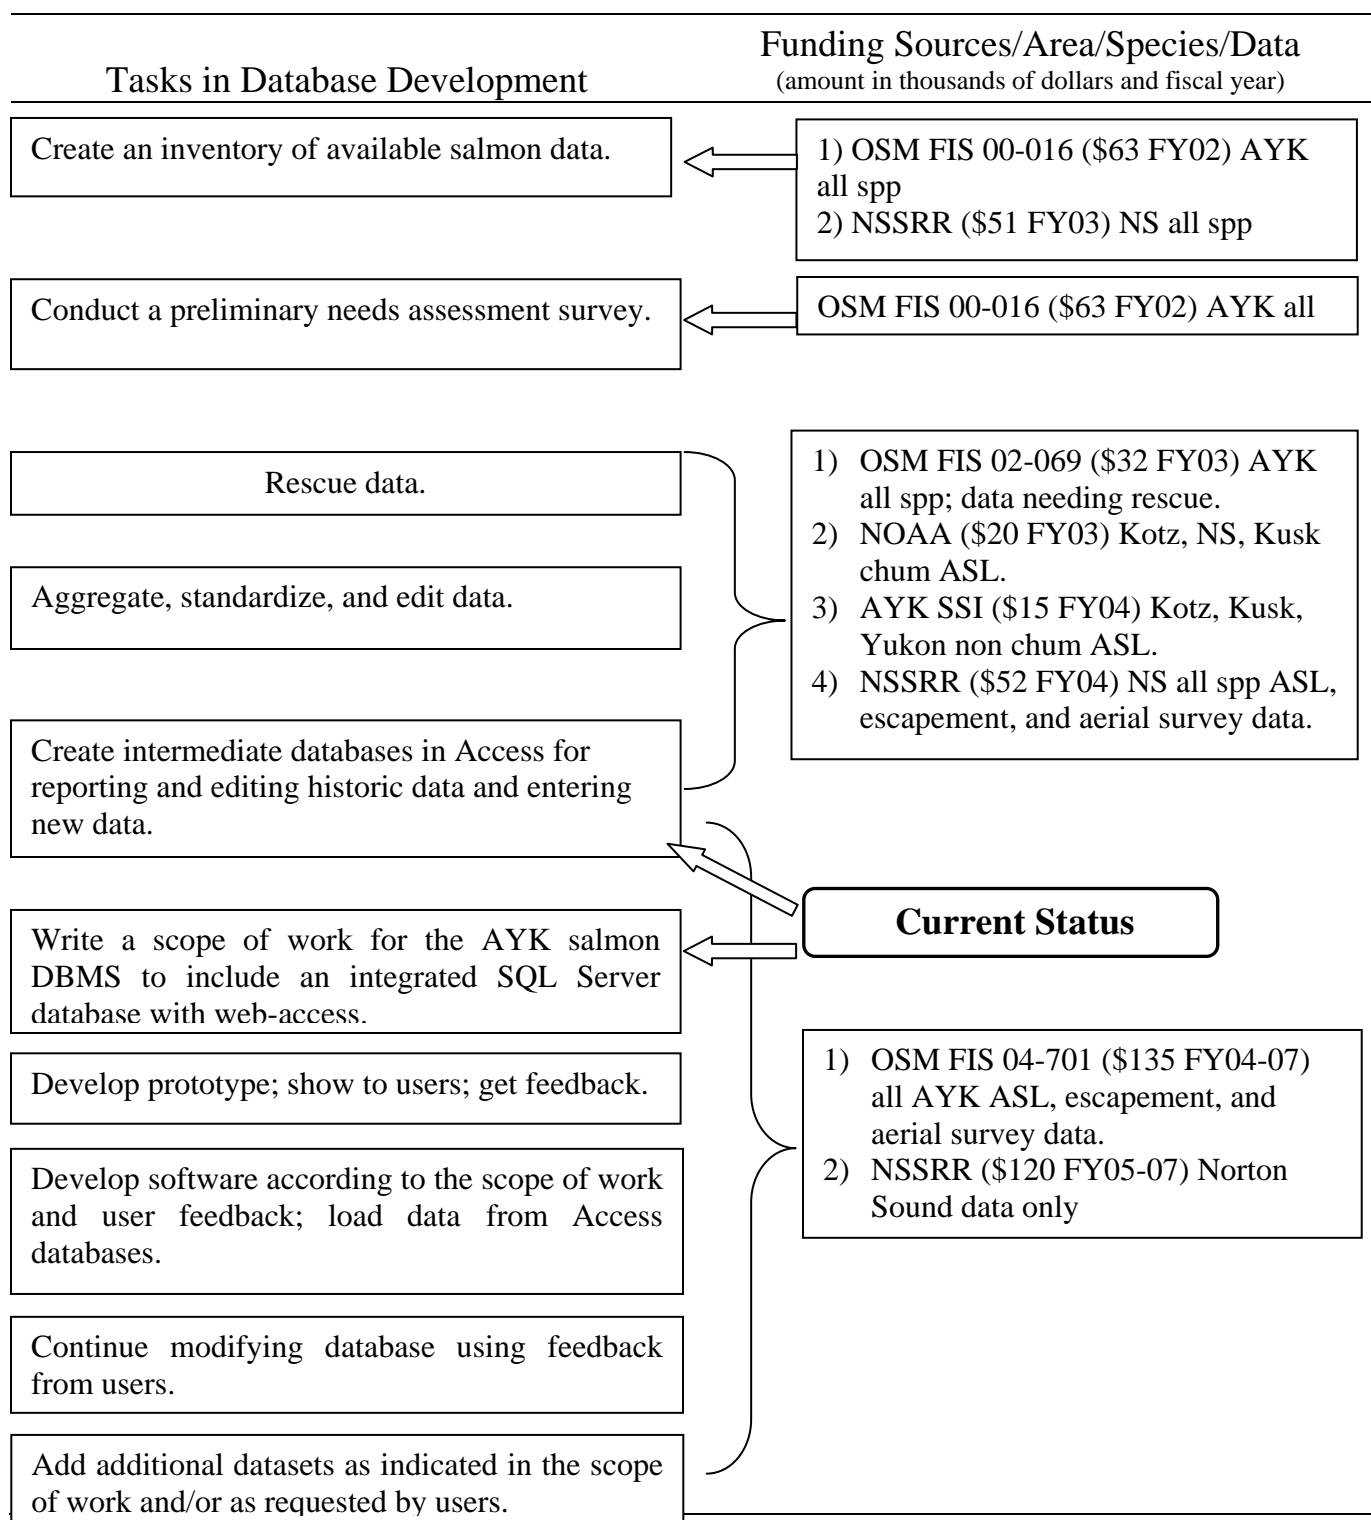 Tasks in Database Development
Funding Sources/Area/Species/Data
(amount in thousands of dollars and fiscal year)
Create an inventory of available salmon data.
1) OSM FIS 00-016 ($63 FY02) AYK
all spp
2) NSSRR ($51 FY03) NS all spp
Conduct a preliminary needs assessment survey.
OSM FIS 00-016 ($63 FY02) AYK all
Rescue data.
Aggregate, standardize, and edit data.
Create intermediate databases in Access for
reporting and editing historic data and entering
new data.
1) OSM FIS 02-069 ($32 FY03) AYK
all spp; data needing rescue.
2) NOAA ($20 FY03) Kotz, NS, Kusk
chum ASL.
3) AYK SSI ($15 FY04) Kotz, Kusk,
Yukon non chum ASL.
4) NSSRR ($52 FY04) NS all spp ASL,
escapement, and aerial survey data.
Current Status
Write a scope of work for the AYK salmon
DBMS to include an integrated SQL Server
database with web-access.
Develop prototype; show to users; get feedback.
Develop software according to the scope of work
and user feedback; load data from Access
databases.
Continue modifying database using feedback
from users.
Add additional datasets as indicated in the scope
of work and/or as requested by users.
1) OSM FIS 04-701 ($135 FY04-07)
all AYK ASL, escapement, and
aerial survey data.
2) NSSRR ($120 FY05-07) Norton
Sound data only